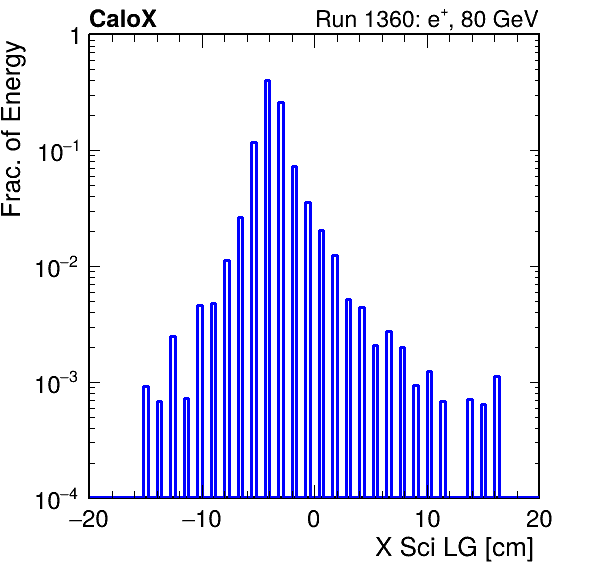 CaloX Run 1360: e⁺, 80 GeV
Frac. of Energy
1
10⁻¹
10⁻²
10⁻³
10⁻⁴
−20 −10 0 10 20
X Sci LG [cm]